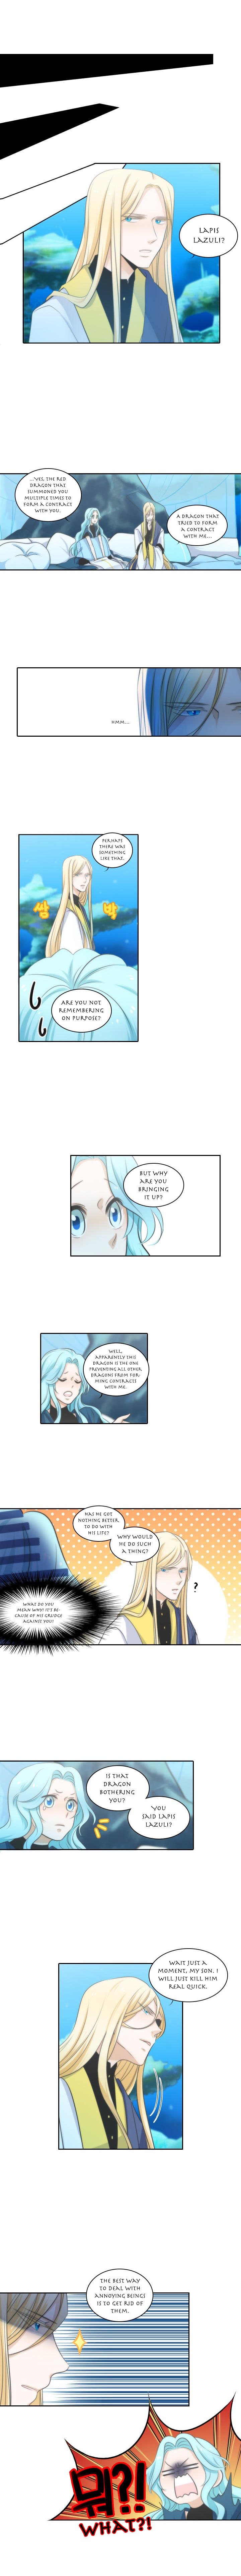 LAPIS
LAZULI?
...YES, THE RED
DRAGON THAT
SUMMONED YOU
MULTIPLE TIMES TO
FORM A CONTRACT
WITH YOU.
A DRAGON THAT
TRIED TO FORM
A CONTRACT
WITH ME...
HMM...
PERHAPS
THERE WAS
SOMETHING
LIKE THAT.
쌈
박
ARE YOU NOT
REMEMBERING
ON PURPOSE?
BUT WHY
ARE YOU
BRINGING
IT UP?
WELL,
APPARENTLY THIS
DRAGON IS THE ONE
PREVENTING ALL OTHER
DRAGONS FROM FOR-
MING CONTRACTS
WITH ME.
HAS HE GOT
NOTHING BETTER
TO DO WITH
HIS LIFE?
WHY WOULD
HE DO SUCH
A THING?
?
WHAT DO YOU
MEAN WHY! IT'S BE-
CAUSE OF HIS GRUDGE
AGAINST YOU!
IS THAT
DRAGON
BOTHERING
YOU?
YOU
SAID LAPIS
LAZULI?
WAIT JUST A
MOMENT, MY SON. I
WILL JUST KILL HIM
REAL QUICK.
THE BEST WAY
TO DEAL WITH
ANNOYING BEINGS
IS TO GET RID OF
THEM.
뭐?!
WHAT?!